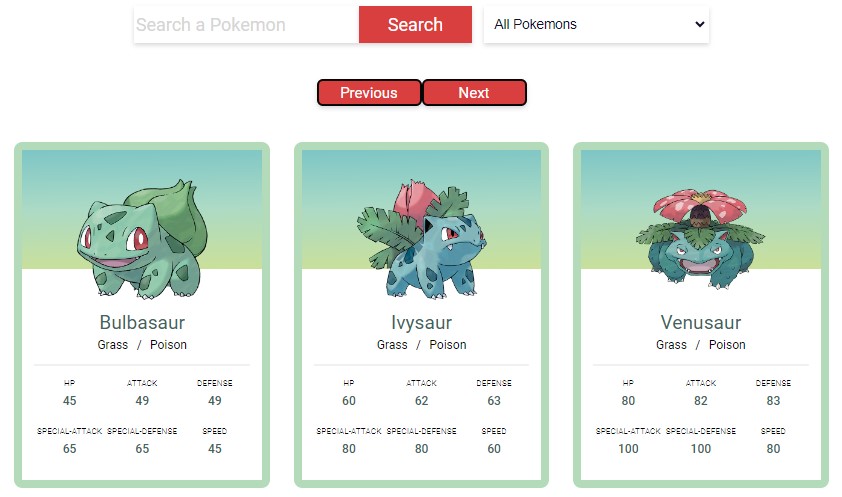 Search a Pokemon Search All Pokemons
Previous Next
Bulbasaur Ivysaur Venusaur
Grass / Poison Grass / Poison Grass / Poison
HP ATTACK DEFENSE HP ATTACK DEFENSE HP ATTACK DEFENSE
45 49 49 60 62 63 80 82 83
SPECIAL-ATTACK SPECIAL-DEFENSE SPEED SPECIAL-ATTACK SPECIAL-DEFENSE SPEED SPECIAL-ATTACK SPECIAL-DEFENSE SPEED
65 65 45 80 80 60 100 100 80